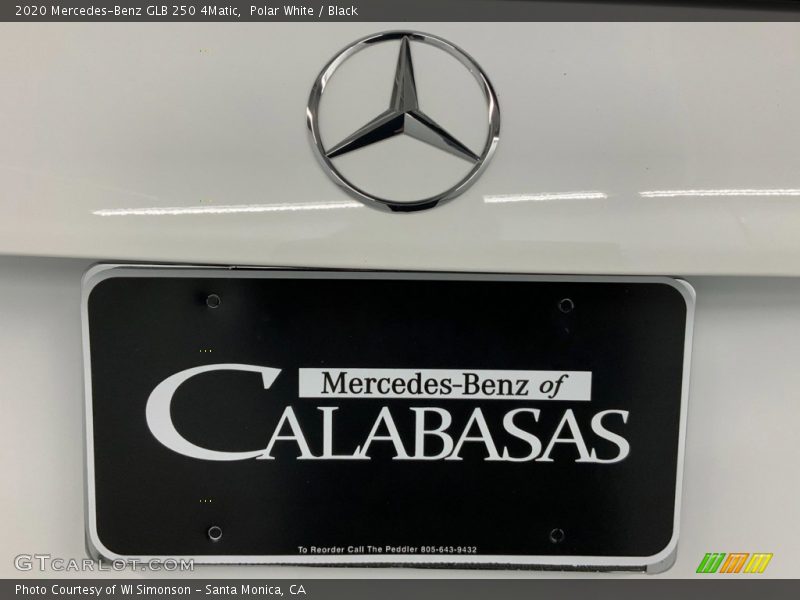 2020 Mercedes-Benz GLB 250 4Matic,  Polar White / Black
Mercedes-Benz of
CALABASAS
To Reorder Call The Peddler 805-643-9432
GTCARLOT.COM
Photo Courtesy of WI Simonson - Santa Monica, CA